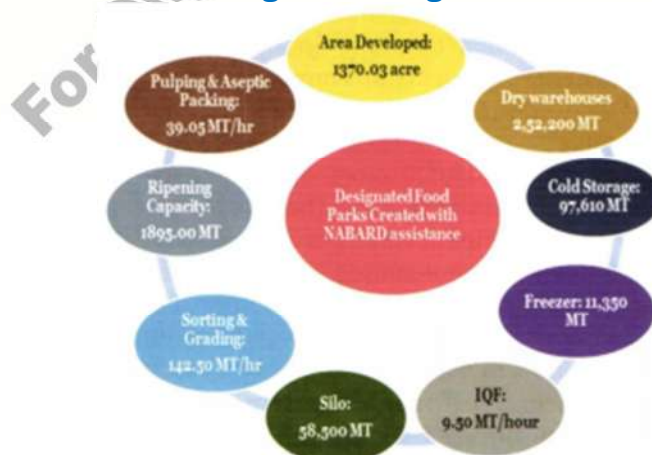 For
Area Developed:
1370.03 acre
Pulping & Aseptic
Packing:
39.05 MT/hr
Dry warehouses
2,52,200 MT
Ripening
Capacity:
1895.00 MT
Designated Food
Parks Created with
NABARD assistance
Cold Storage:
97,610 MT
Freezer: 11,350
MT
Sorting &
Grading:
142.50 MT/hr
Silo:
58,500 MT
IQF:
9.50 MT/hour